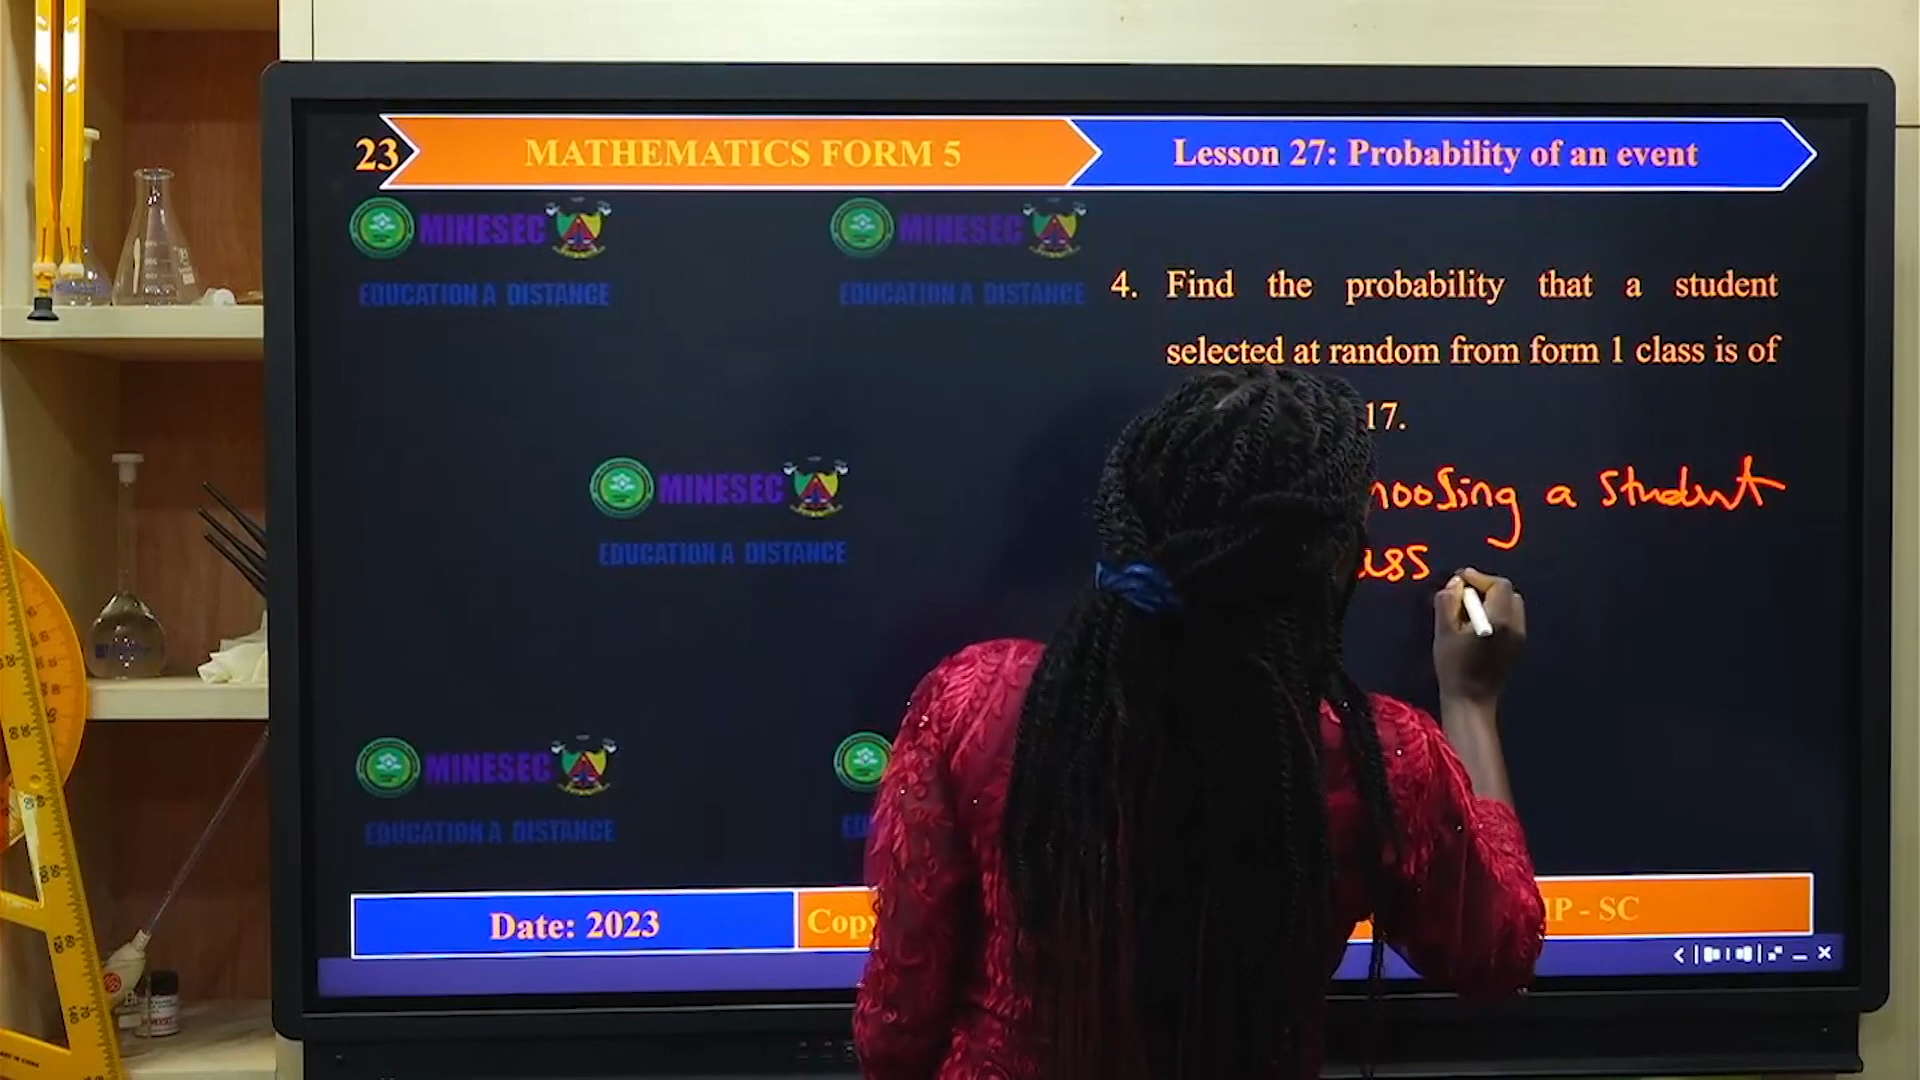 23 MATHEMATICS FORM 5 Lesson 27: Probability of an event
MINESEC MINESEC
EDUCATION A DISTANCE EDUCATION A DISTANCE
4. Find the probability that a student
selected at random from form 1 class is of
17.
a student
MINESEC
EDUCATION A DISTANCE
MINESEC
EDUCATION A DISTANCE
Date: 2023
- SC